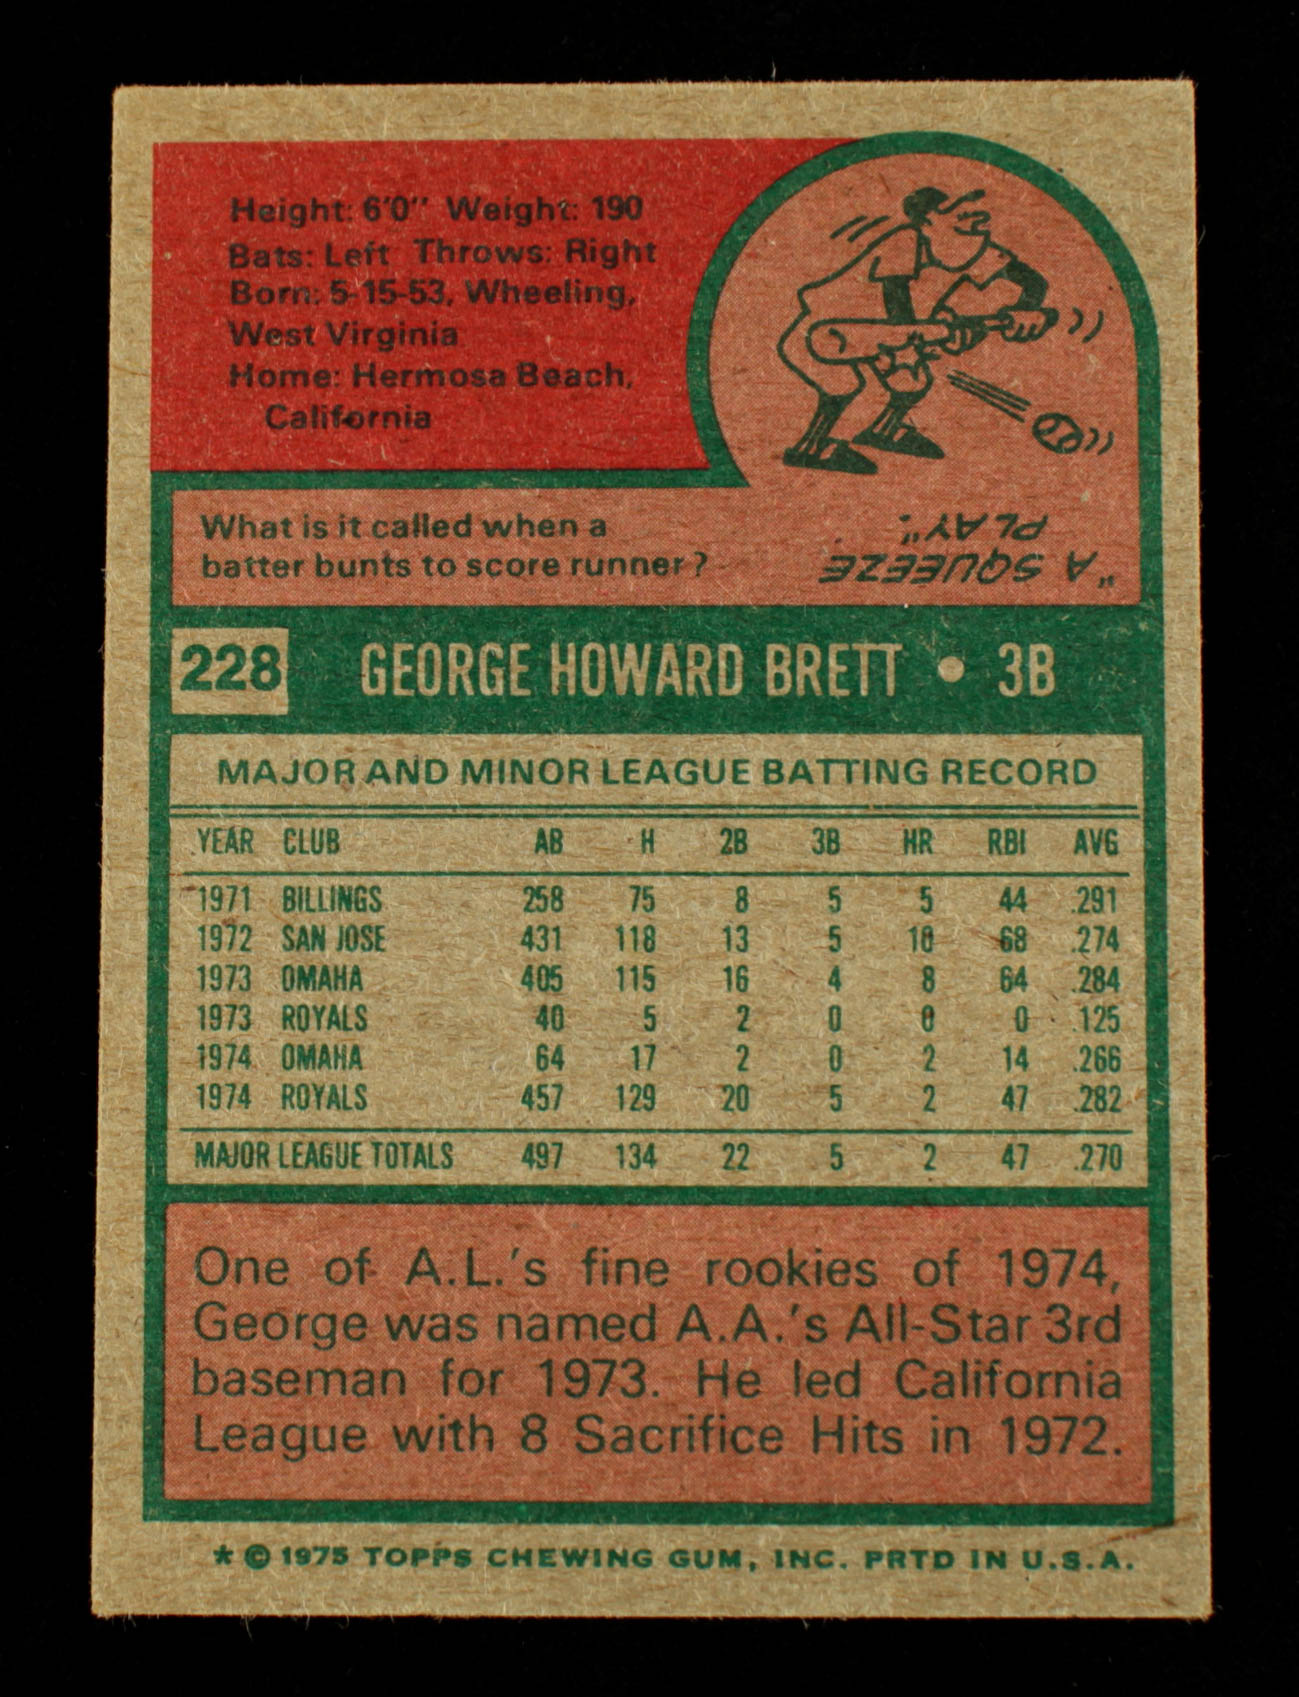 Height: 6'0" Weight: 190
Bats: Left Throws: Right
Born: 5-15-53, Wheeling,
West Virginia
Home: Hermosa Beach,
California
What is it called when a
batter bunts to score runner?
"A SQUEEZE
PLAY".
228 GEORGE HOWARD BRETT • 3B
MAJOR AND MINOR LEAGUE BATTING RECORD
YEAR CLUB AB H 2B 3B HR RBI AVG
1971 BILLINGS 258 75 8 5 5 44 .291
1972 SAN JOSE 431 118 13 5 10 68 .274
1973 OMAHA 405 115 16 4 8 64 .284
1973 ROYALS 40 5 2 0 0 0 .125
1974 OMAHA 64 17 2 0 2 14 .266
1974 ROYALS 457 129 20 5 2 47 .282
MAJOR LEAGUE TOTALS 497 134 22 5 2 47 .270
One of A.L.'s fine rookies of 1974,
George was named A.A.'s All-Star 3rd
baseman for 1973. He led California
League with 8 Sacrifice Hits in 1972.
* © 1975 TOPPS CHEWING GUM, INC. PRTD IN U.S.A.